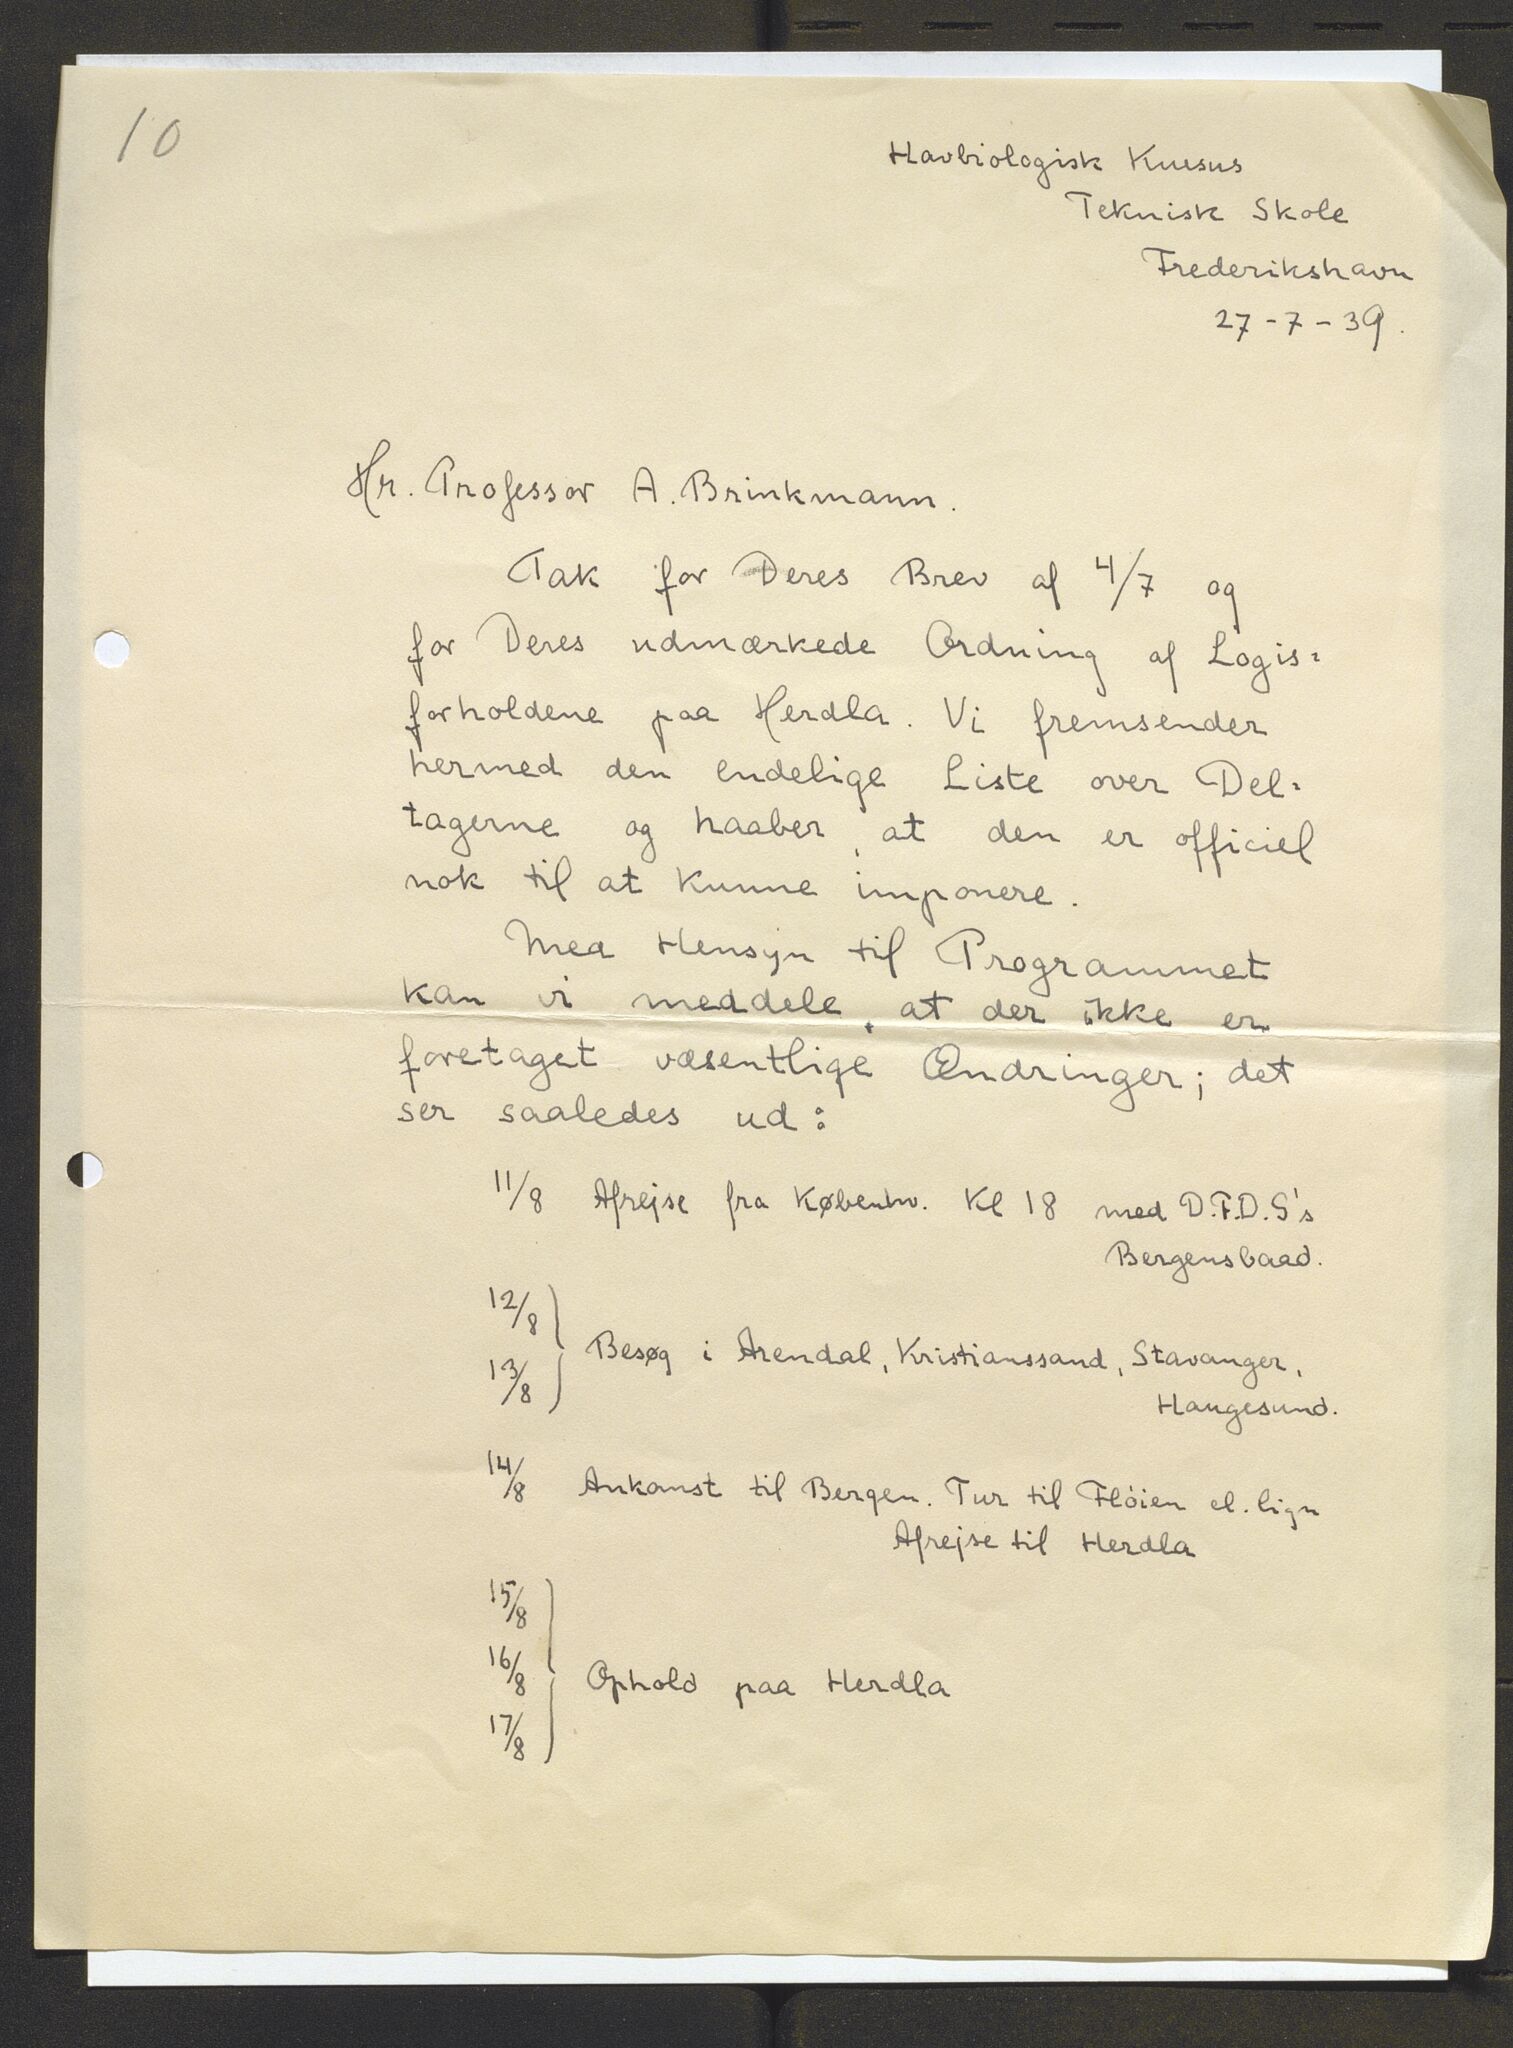 10
Havbiologisk Kursus
Teknisk Skole
Frederikshavn
27-7-39.
Hr. Professor A. Brinkmann.
Tak for Deres Brev af 4/7 og
for Deres udmærkede Ordning af Logis=
forholdene paa Herdla. Vi fremsender
hermed den endelige Liste over Del=
tagerne og haaber, at den er officiel
nok til at kunne imponere.
Med Hensyn til Programmet
kan vi meddele, at der ikke er
foretaget væsentlige Ændringer; det
ser saaledes ud:
11/8 Afrejse fra Københv. Kl 18 med D.F.D.S's
Bergensbaad.
12/8
13/8 Besøg i Arendal, Kristianssand, Stavanger,
Haugesund.
14/8 Ankomst til Bergen. Tur til Flöien el. lign
Afrejse til Herdla
15/8
16/8 Ophold paa Herdla
17/8